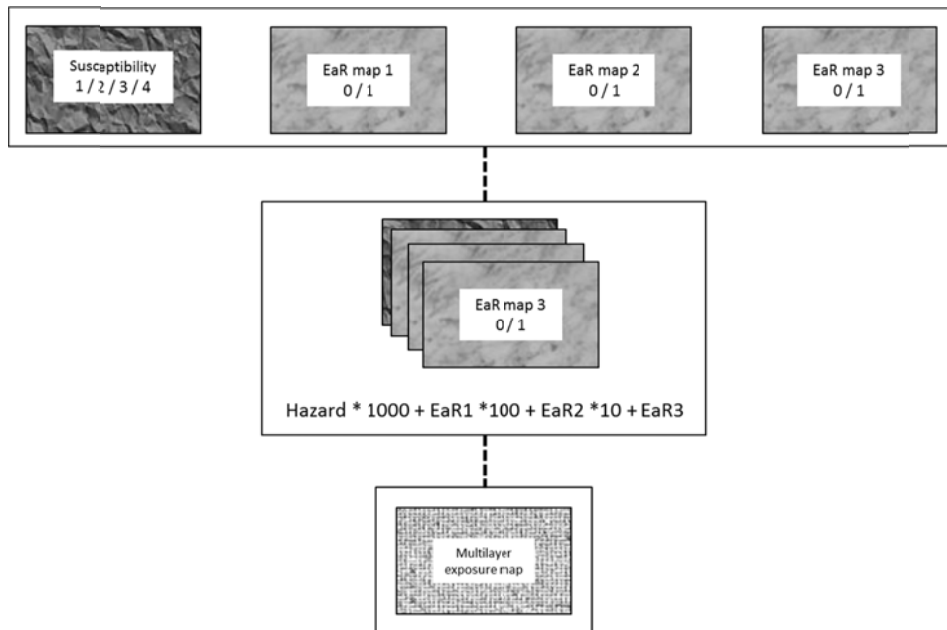 Susceptibility
1 / 2 / 3 / 4
EaR map 1
0 / 1
EaR map 2
0 / 1
EaR map 3
0 / 1
EaR map 3
0 / 1
Hazard * 1000 + EaR1 *100 + EaR2 *10 + EaR3
Multilayer
exposure map